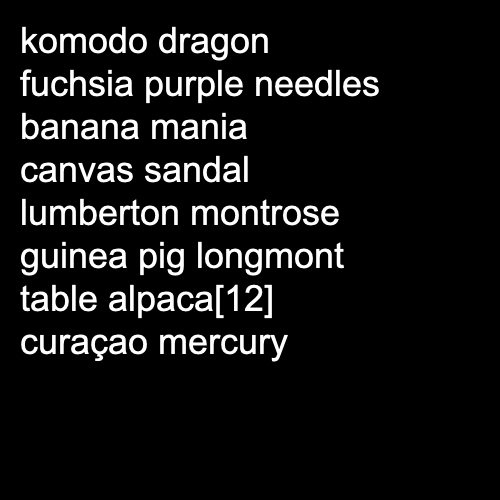 komodo dragon
fuchsia purple needles
banana mania
canvas sandal
lumberton montrose
guinea pig longmont
table alpaca[12]
curaçao mercury